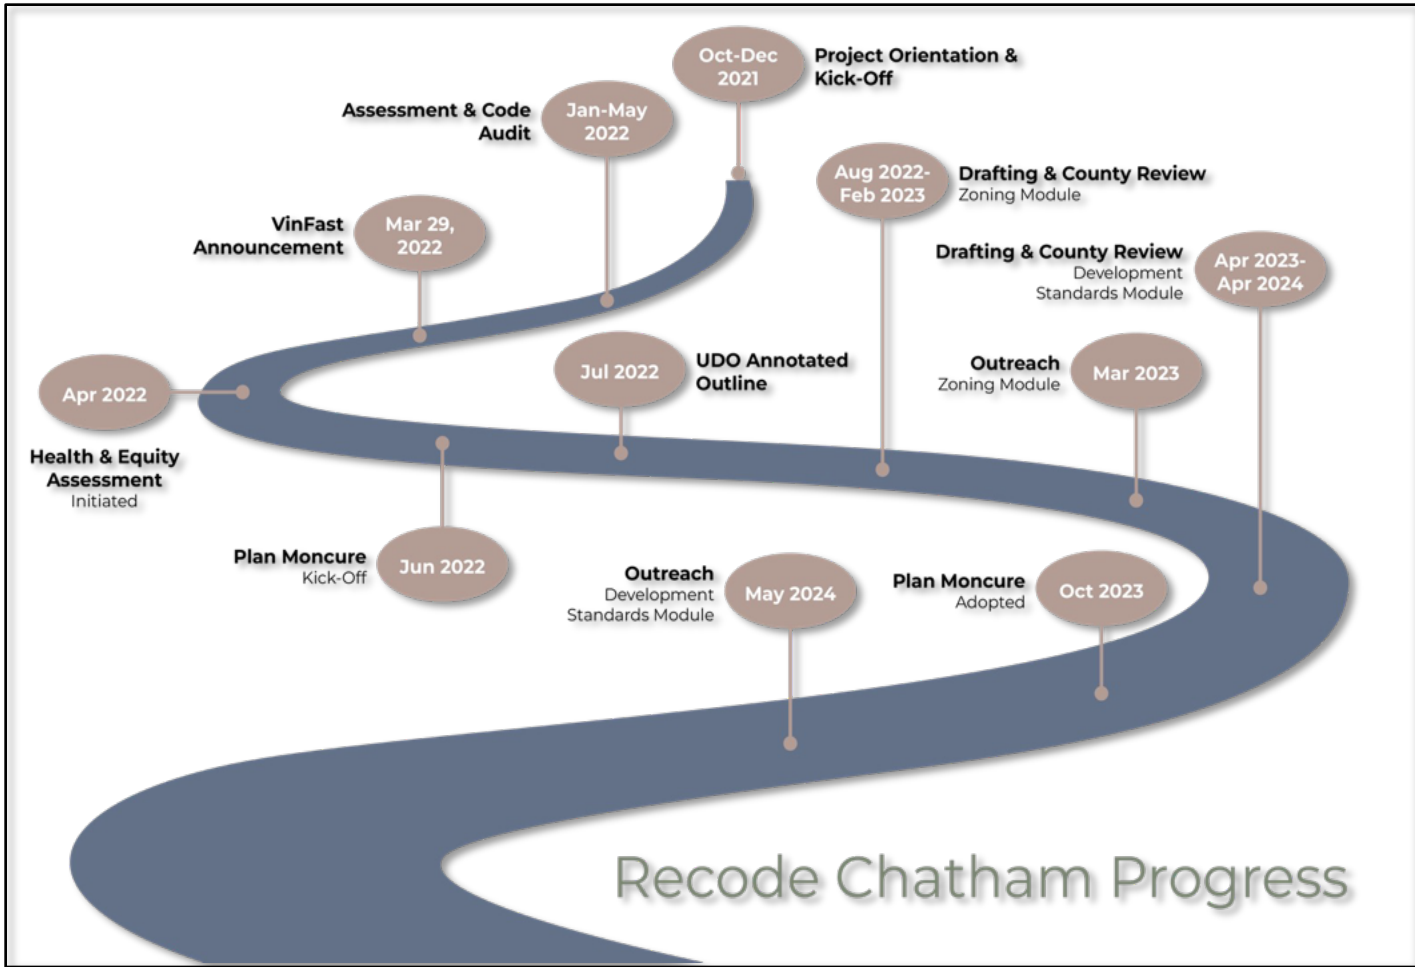 Oct-Dec
2021
Project Orientation &
Kick-Off
Assessment & Code
Audit
Jan-May
2022
VinFast
Announcement
Mar 29,
2022
Apr 2022
Health & Equity
Assessment
Initiated
Plan Moncure
Kick-Off
Jun 2022
Jul 2022
UDO Annotated
Outline
Aug 2022-
Feb 2023
Drafting & County Review
Zoning Module
Outreach
Zoning Module
Mar 2023
Drafting & County Review
Development
Standards Module
Apr 2023-
Apr 2024
Plan Moncure
Adopted
Oct 2023
Outreach
Development
Standards Module
May 2024
Recode Chatham Progress